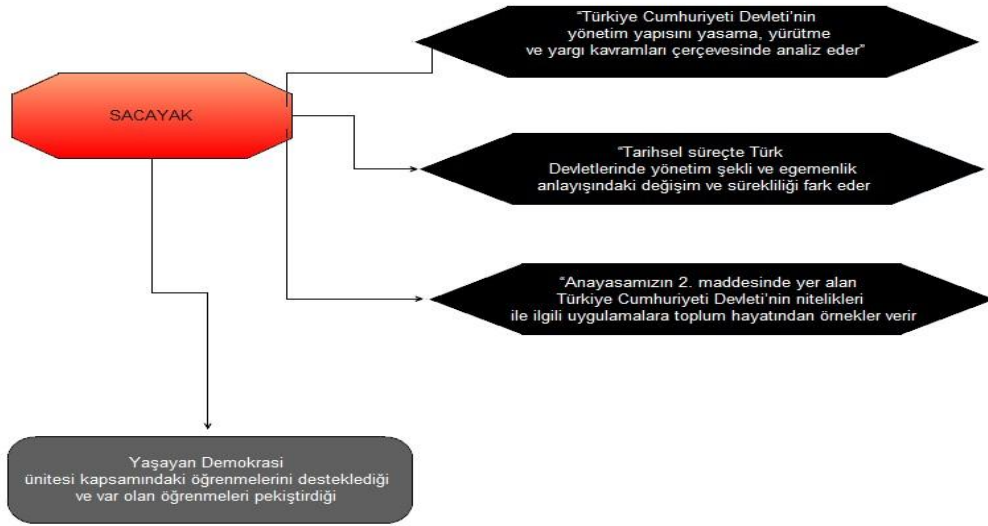 SACAYAK
“Türkiye Cumhuriyeti Devleti’nin
yönetim yapısını yasama, yürütme
ve yargı kavramları çerçevesinde analiz eder”
“Tarihsel süreçte Türk
Devletlerinde yönetim şekli ve egemenlik
anlayışındaki değişim ve sürekliliği fark eder
“Anayasamızın 2. maddesinde yer alan
Türkiye Cumhuriyeti Devleti’nin nitelikleri
ile ilgili uygulamalara toplum hayatından örnekler verir
Yaşayan Demokrasi
ünitesi kapsamındaki öğrenmelerini desteklediği
ve var olan öğrenmeleri pekiştirdiği